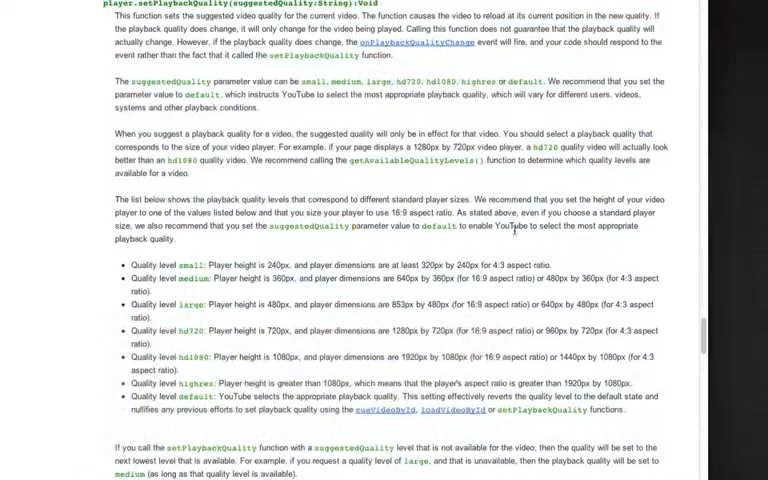 player.setPlaybackQuality(suggestedQuality:String):Void
This function sets the suggested video quality for the current video. The function causes the video to reload at its current position in the new quality. If
the playback quality does change, it will only change for the video being played. Calling this function does not guarantee that the playback quality will
actually change. However, if the playback quality does change, the onPlaybackQualityChange event will fire, and your code should respond to the
event rather than the fact that it called the setPlaybackQuality function.
The suggestedQuality parameter value can be small, medium, large, hd720, hd1080, highres or default. We recommend that you set the
parameter value to default, which instructs YouTube to select the most appropriate playback quality, which will vary for different users, videos,
systems and other playback conditions.
When you suggest a playback quality for a video, the suggested quality will only be in effect for that video. You should select a playback quality that
corresponds to the size of your video player. For example, if your page displays a 1280px by 720px video player, a hd720 quality video will actually look
better than an hd1080 quality video. We recommend calling the getAvailableQualityLevels() function to determine which quality levels are
available for a video.
The list below shows the playback quality levels that correspond to different standard player sizes. We recommend that you set the height of your video
player to one of the values listed below and that you size your player to use 16:9 aspect ratio. As stated above, even if you choose a standard player
size, we also recommend that you set the suggestedQuality parameter value to default to enable YouTube to select the most appropriate
playback quality.
• Quality level small: Player height is 240px, and player dimensions are at least 320px by 240px for 4:3 aspect ratio.
• Quality level medium: Player height is 360px, and player dimensions are 640px by 360px (for 16:9 aspect ratio) or 480px by 360px (for 4:3 aspect
ratio).
• Quality level large: Player height is 480px, and player dimensions are 853px by 480px (for 16:9 aspect ratio) or 640px by 480px (for 4:3 aspect
ratio).
• Quality level hd720: Player height is 720px, and player dimensions are 1280px by 720px (for 16:9 aspect ratio) or 960px by 720px (for 4:3 aspect
ratio).
• Quality level hd1080: Player height is 1080px, and player dimensions are 1920px by 1080px (for 16:9 aspect ratio) or 1440px by 1080px (for 4:3
aspect ratio).
• Quality level highres: Player height is greater than 1080px, which means that the player's aspect ratio is greater than 1920px by 1080px.
• Quality level default: YouTube selects the appropriate playback quality. This setting effectively reverts the quality level to the default state and
nullifies any previous efforts to set playback quality using the cueVideoById, loadVideoById or setPlaybackQuality functions.
If you call the setPlaybackQuality function with a suggestedQuality level that is not available for the video, then the quality will be set to the
next lowest level that is available. For example, if you request a quality level of large, and that is unavailable, then the playback quality will be set to
medium (as long as that quality level is available).